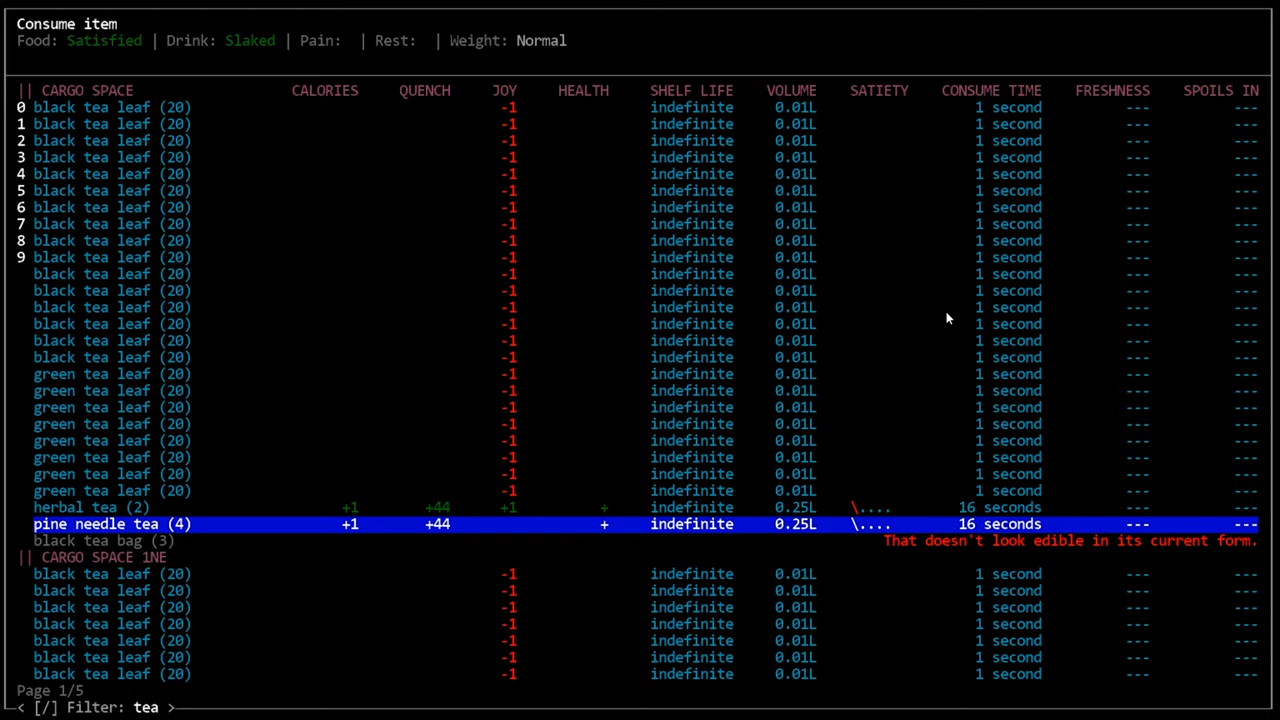 Consume item
Food: Satisfied | Drink: Slaked | Pain:  | Rest:  | Weight: Normal
|| CARGO SPACE CALORIES QUENCH JOY HEALTH SHELF LIFE VOLUME SATIETY CONSUME TIME FRESHNESS SPOILS IN
0 black tea leaf (20) -1 indefinite 0.01L 1 second --- ---
1 black tea leaf (20) -1 indefinite 0.01L 1 second --- ---
2 black tea leaf (20) -1 indefinite 0.01L 1 second --- ---
3 black tea leaf (20) -1 indefinite 0.01L 1 second --- ---
4 black tea leaf (20) -1 indefinite 0.01L 1 second --- ---
5 black tea leaf (20) -1 indefinite 0.01L 1 second --- ---
6 black tea leaf (20) -1 indefinite 0.01L 1 second --- ---
7 black tea leaf (20) -1 indefinite 0.01L 1 second --- ---
8 black tea leaf (20) -1 indefinite 0.01L 1 second --- ---
9 black tea leaf (20) -1 indefinite 0.01L 1 second --- ---
black tea leaf (20) -1 indefinite 0.01L 1 second --- ---
black tea leaf (20) -1 indefinite 0.01L 1 second --- ---
black tea leaf (20) -1 indefinite 0.01L 1 second --- ---
black tea leaf (20) -1 indefinite 0.01L 1 second --- ---
black tea leaf (20) -1 indefinite 0.01L 1 second --- ---
black tea leaf (20) -1 indefinite 0.01L 1 second --- ---
green tea leaf (20) -1 indefinite 0.01L 1 second --- ---
green tea leaf (20) -1 indefinite 0.01L 1 second --- ---
green tea leaf (20) -1 indefinite 0.01L 1 second --- ---
green tea leaf (20) -1 indefinite 0.01L 1 second --- ---
green tea leaf (20) -1 indefinite 0.01L 1 second --- ---
green tea leaf (20) -1 indefinite 0.01L 1 second --- ---
green tea leaf (20) -1 indefinite 0.01L 1 second --- ---
green tea leaf (20) -1 indefinite 0.01L 1 second --- ---
herbal tea (2) +1 +44 +1 + indefinite 0.25L \.... 16 seconds --- ---
pine needle tea (4) +1 +44 + indefinite 0.25L \.... 16 seconds --- ---
black tea bag (3) That doesn't look edible in its current form.
|| CARGO SPACE 1NE
black tea leaf (20) -1 indefinite 0.01L 1 second --- ---
black tea leaf (20) -1 indefinite 0.01L 1 second --- ---
black tea leaf (20) -1 indefinite 0.01L 1 second --- ---
black tea leaf (20) -1 indefinite 0.01L 1 second --- ---
black tea leaf (20) -1 indefinite 0.01L 1 second --- ---
black tea leaf (20) -1 indefinite 0.01L 1 second --- ---
black tea leaf (20) -1 indefinite 0.01L 1 second --- ---
Page 1/5
< [/] Filter: tea >